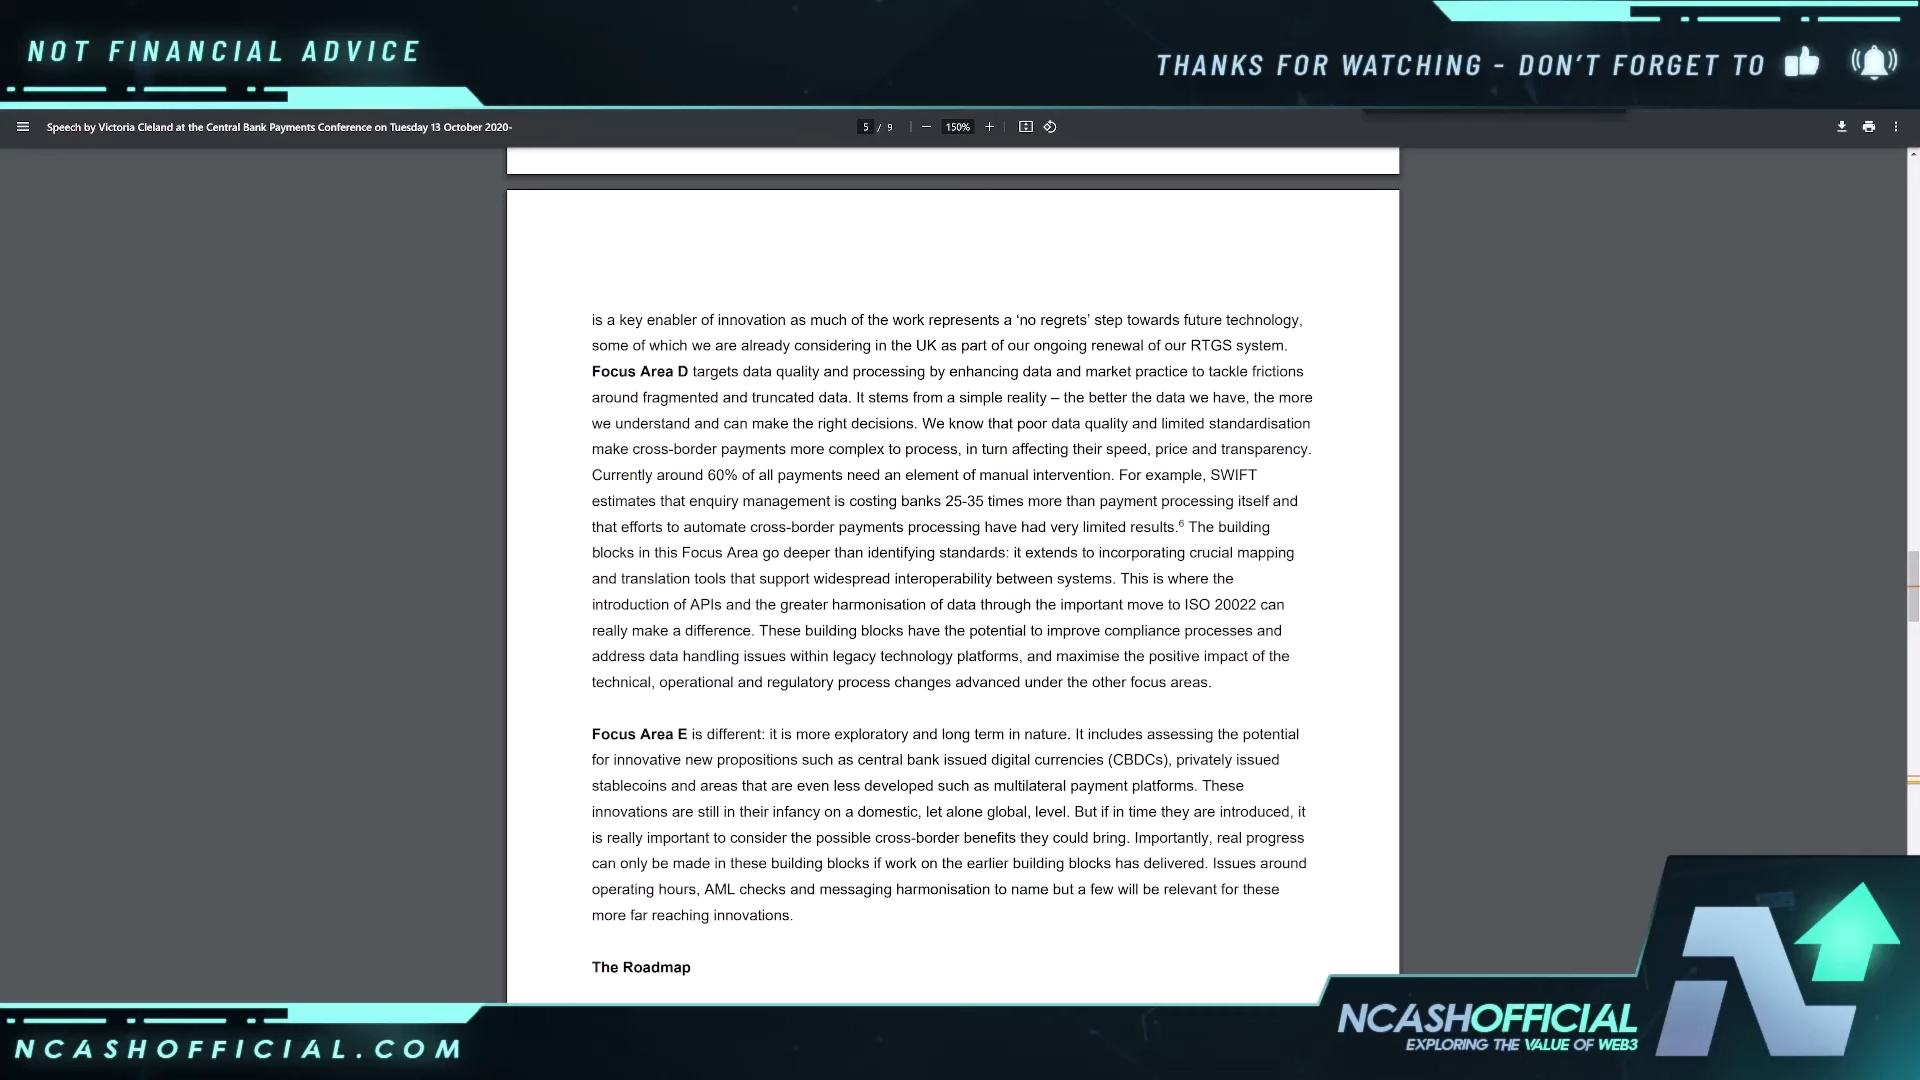 NOT FINANCIAL ADVICE
THANKS FOR WATCHING - DON'T FORGET TO
Speech by Victoria Cleland at the Central Bank Payments Conference on Tuesday 13 October 2020-
5 / 9
150%
is a key enabler of innovation as much of the work represents a ‘no regrets’ step towards future technology,
some of which we are already considering in the UK as part of our ongoing renewal of our RTGS system.
Focus Area D targets data quality and processing by enhancing data and market practice to tackle frictions
around fragmented and truncated data. It stems from a simple reality – the better the data we have, the more
we understand and can make the right decisions. We know that poor data quality and limited standardisation
make cross-border payments more complex to process, in turn affecting their speed, price and transparency.
Currently around 60% of all payments need an element of manual intervention. For example, SWIFT
estimates that enquiry management is costing banks 25-35 times more than payment processing itself and
that efforts to automate cross-border payments processing have had very limited results.6 The building
blocks in this Focus Area go deeper than identifying standards: it extends to incorporating crucial mapping
and translation tools that support widespread interoperability between systems. This is where the
introduction of APIs and the greater harmonisation of data through the important move to ISO 20022 can
really make a difference. These building blocks have the potential to improve compliance processes and
address data handling issues within legacy technology platforms, and maximise the positive impact of the
technical, operational and regulatory process changes advanced under the other focus areas.
Focus Area E is different: it is more exploratory and long term in nature. It includes assessing the potential
for innovative new propositions such as central bank issued digital currencies (CBDCs), privately issued
stablecoins and areas that are even less developed such as multilateral payment platforms. These
innovations are still in their infancy on a domestic, let alone global, level. But if in time they are introduced, it
is really important to consider the possible cross-border benefits they could bring. Importantly, real progress
can only be made in these building blocks if work on the earlier building blocks has delivered. Issues around
operating hours, AML checks and messaging harmonisation to name but a few will be relevant for these
more far reaching innovations.
The Roadmap
NCASHOFFICIAL
EXPLORING THE VALUE OF WEB3
NCASHOFFICIAL.COM